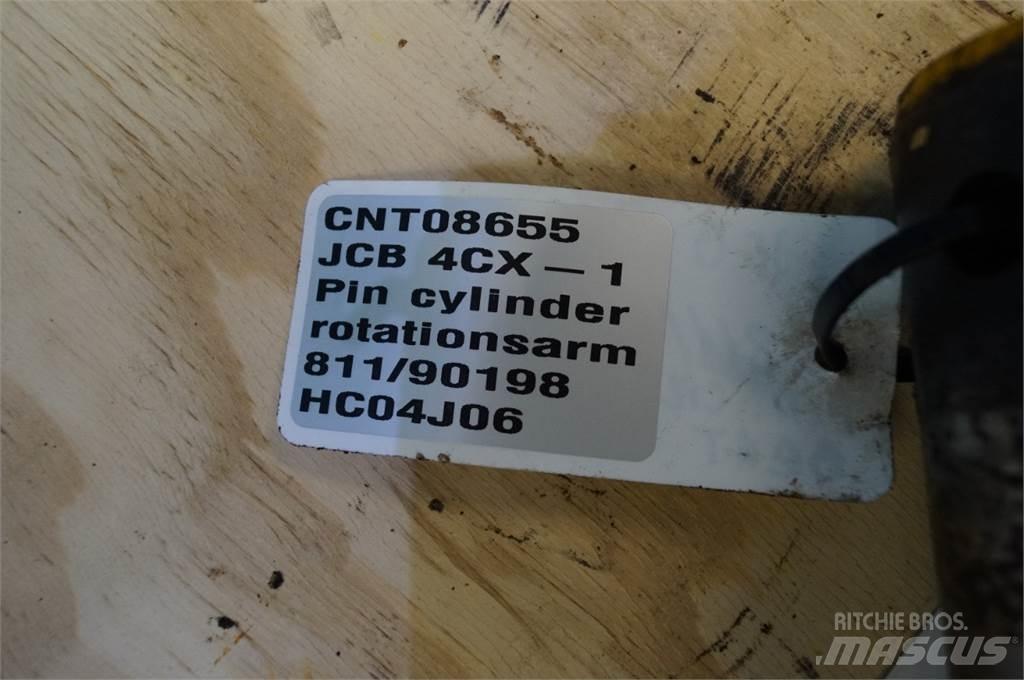 CNT08655
JCB 4CX – 1
Pin cylinder
rotationsarm
811/90198
HC04J06
RITCHIE BROS.
MASCUS